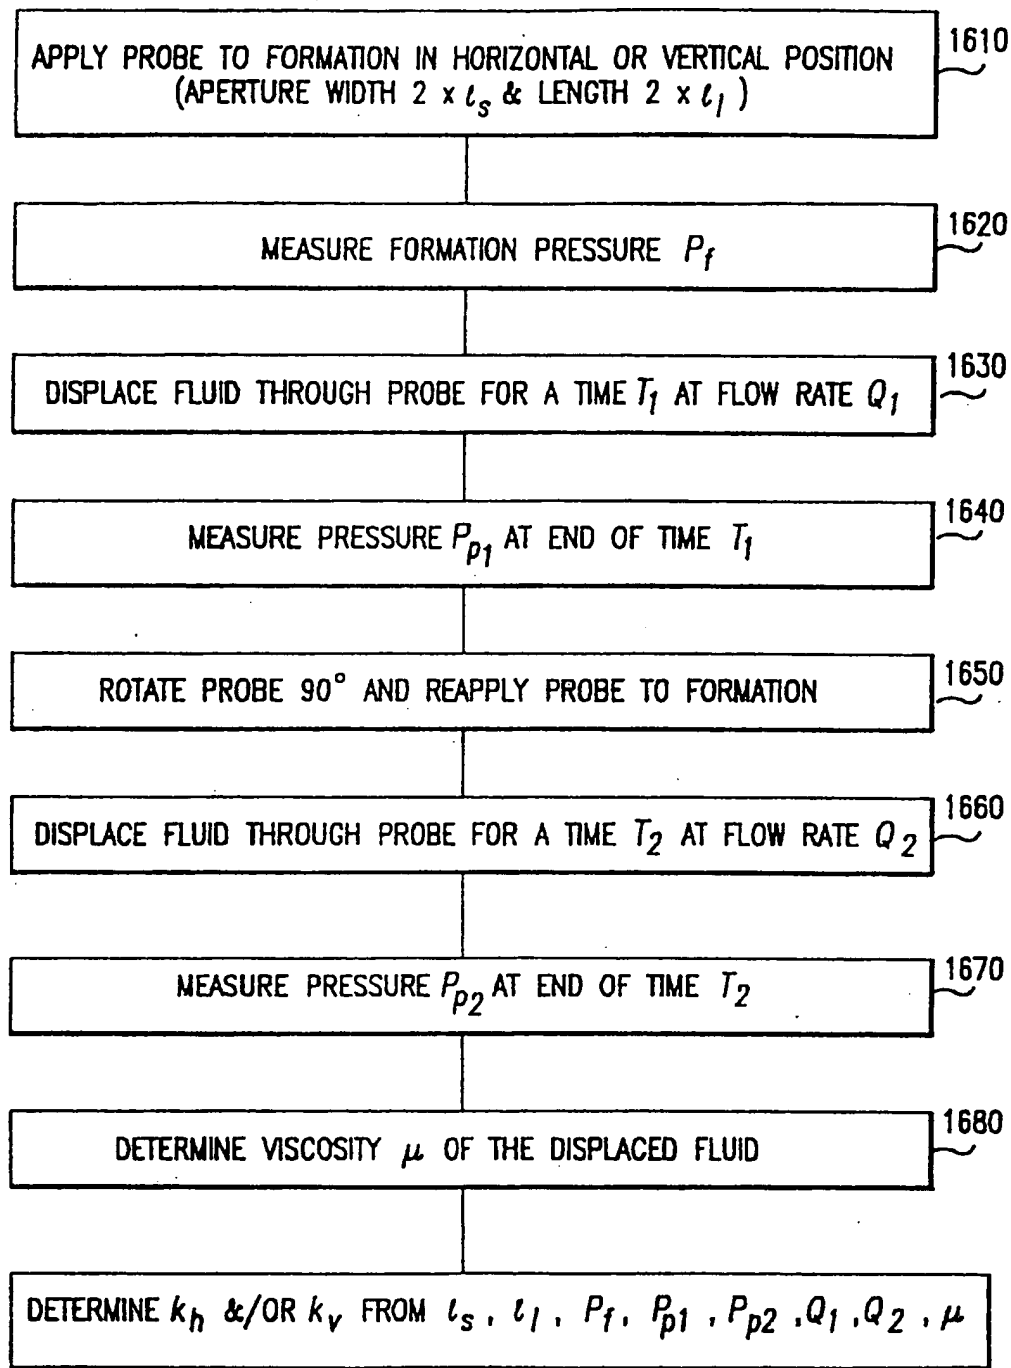 APPLY PROBE TO FORMATION IN HORIZONTAL OR VERTICAL POSITION
(APERTURE WIDTH 2 x ℓs & LENGTH 2 x ℓl )
1610
MEASURE FORMATION PRESSURE Pf
1620
DISPLACE FLUID THROUGH PROBE FOR A TIME T1 AT FLOW RATE Q1
1630
MEASURE PRESSURE Pp1 AT END OF TIME T1
1640
ROTATE PROBE 90° AND REAPPLY PROBE TO FORMATION
1650
DISPLACE FLUID THROUGH PROBE FOR A TIME T2 AT FLOW RATE Q2
1660
MEASURE PRESSURE Pp2 AT END OF TIME T2
1670
DETERMINE VISCOSITY μ OF THE DISPLACED FLUID
1680
DETERMINE kh &/OR kv FROM ℓs , ℓl , Pf, Pp1 , Pp2 , Q1 , Q2 , μ